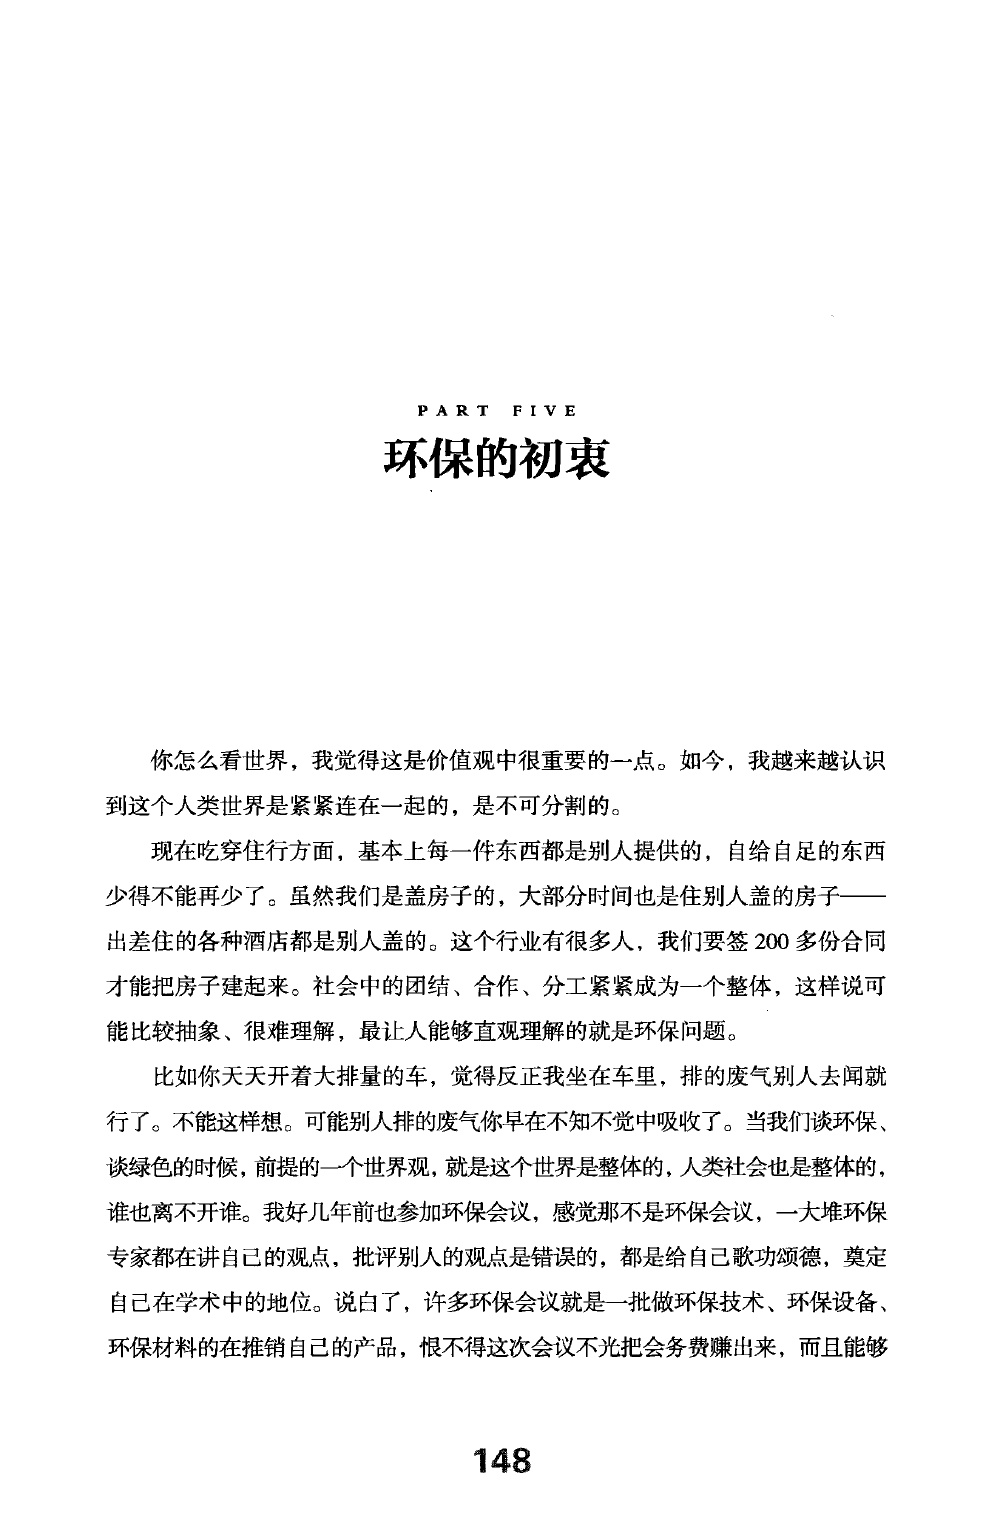 PART FIVE
环保的初衷
你怎么看世界，我觉得这是价值观中很重要的一点。如今，我越来越认识
到这个人类世界是紧紧连在一起的，是不可分割的。
现在吃穿住行方面，基本上每一件东西都是别人提供的，自给自足的东西
少得不能再少了。虽然我们是盖房子的，大部分时间也是住别人盖的房子——
出差住的各种酒店都是别人盖的。这个行业有很多人，我们要签 200 多份合同
才能把房子建起来。社会中的团结、合作、分工紧紧成为一个整体，这样说可
能比较抽象、很难理解，最让人能够直观理解的就是环保问题。
比如你天天开着大排量的车，觉得反正我坐在车里，排的废气别人去闻就
行了。不能这样想。可能别人排的废气你早在不知不觉中吸收了。当我们谈环保、
谈绿色的时候，前提的一个世界观，就是这个世界是整体的，人类社会也是整体的，
谁也离不开谁。我好几年前也参加环保会议，感觉那不是环保会议，一大堆环保
专家都在讲自己的观点，批评别人的观点是错误的，都是给自己歌功颂德，奠定
自己在学术中的地位。说白了，许多环保会议就是一批做环保技术、环保设备、
环保材料的在推销自己的产品，恨不得这次会议不光把会务费赚出来，而且能够
148